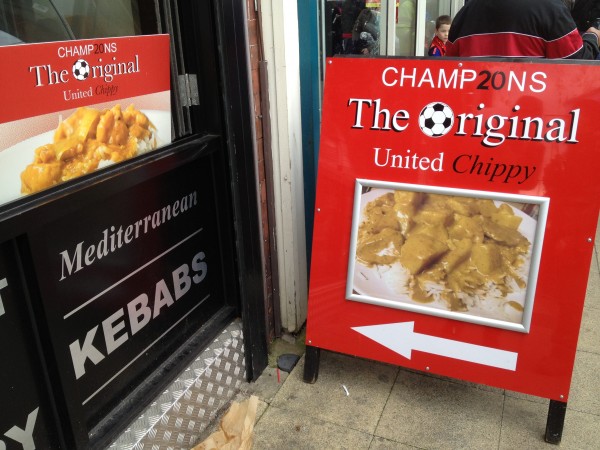 CHAMP20NS
The Original
United Chippy
Mediterranean
KEBABS
CHAMP20NS
The Original
United Chippy